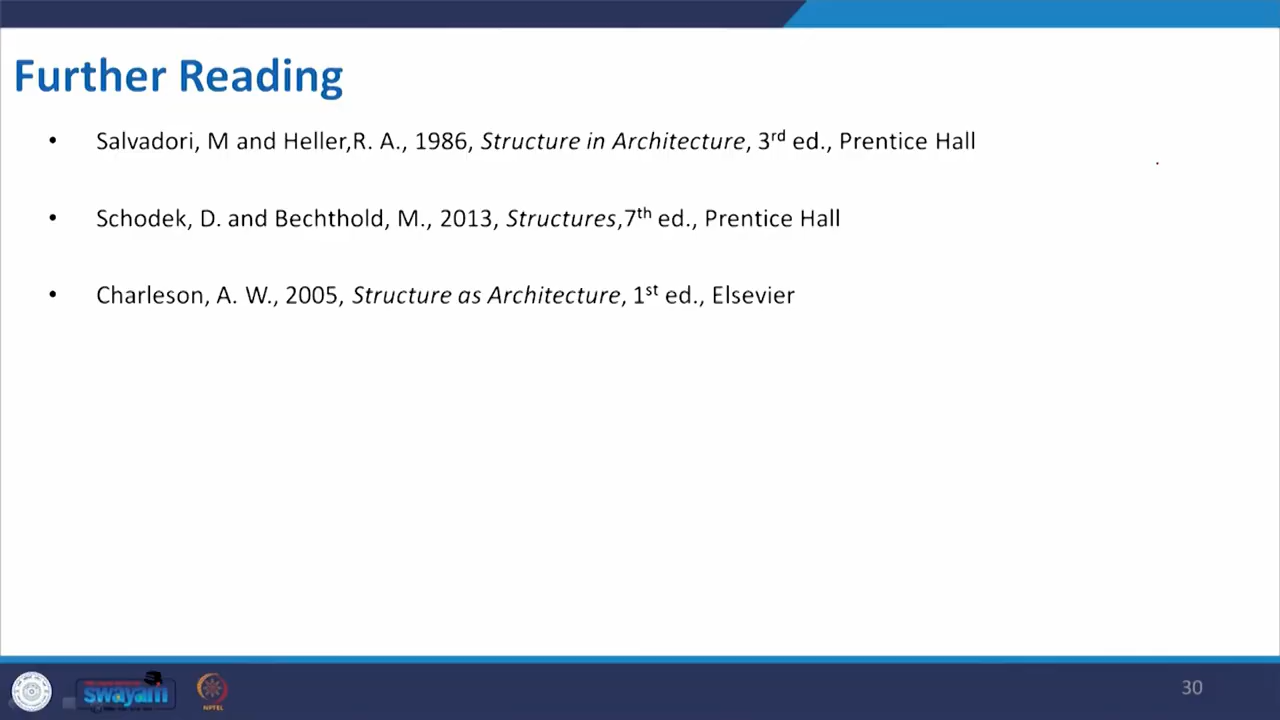 Further Reading
• Salvadori, M and Heller,R. A., 1986, Structure in Architecture, 3rd ed., Prentice Hall
• Schodek, D. and Bechthold, M., 2013, Structures,7th ed., Prentice Hall
• Charleson, A. W., 2005, Structure as Architecture, 1st ed., Elsevier
swayam
NPTEL
30